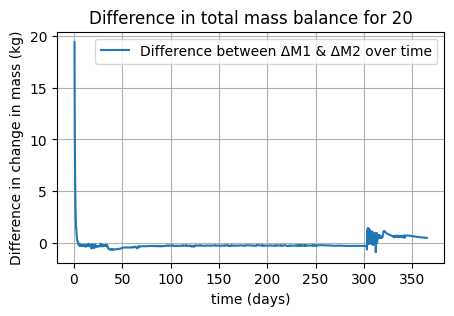 Difference in total mass balance for 20
Difference in change in mass (kg)
20
15
10
5
0
Difference between ΔM1 & ΔM2 over time
0 50 100 150 200 250 300 350
time (days)